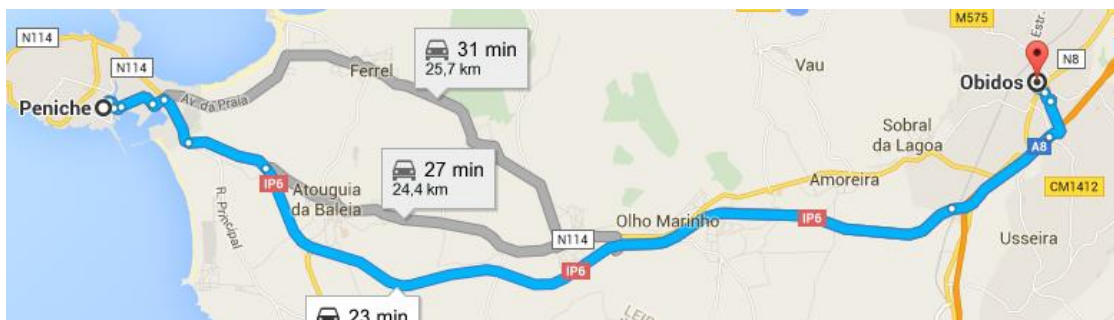 M575
Estr.
N114
N114
31 min
25,7 km
Ferrel
Vau
N8
Obidos
Peniche
Av. da Praia
Sobral
da Lagoa
A8
27 min
24,4 km
IP6
Atouguia
da Baleia
R. Principal
Amoreira
CM1412
Olho Marinho
IP6
N114
Usseira
IP6
23 min